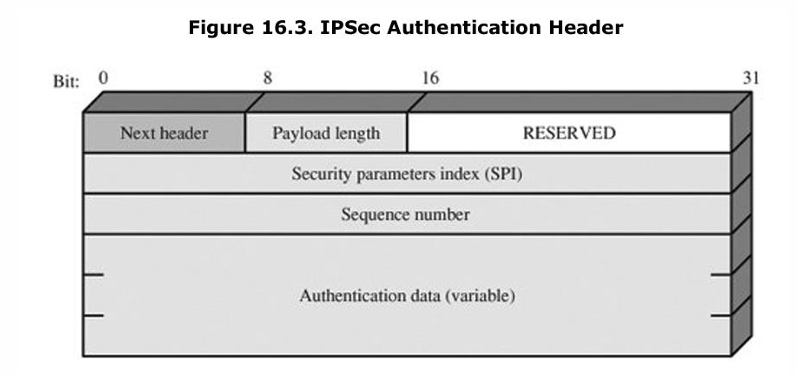 Figure 16.3. IPSec Authentication Header
Bit: 0 8 16 31
Next header Payload length RESERVED
Security parameters index (SPI)
Sequence number
Authentication data (variable)